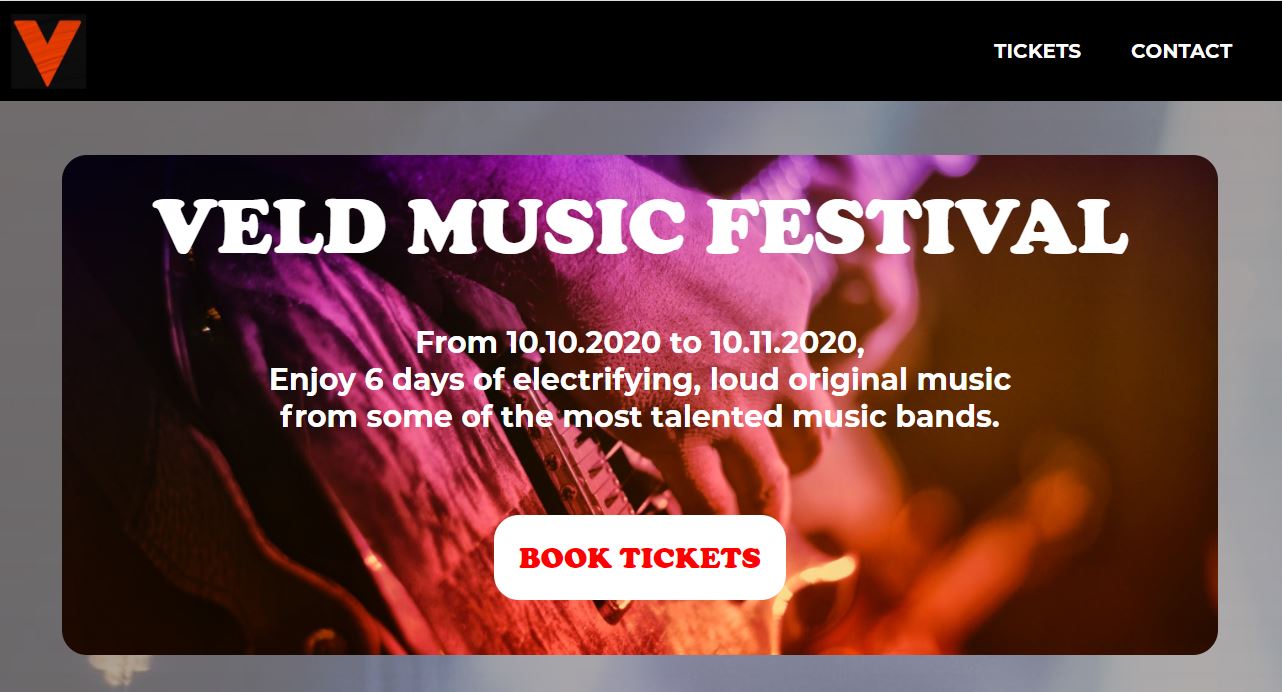 V
TICKETS CONTACT
VELD MUSIC FESTIVAL
From 10.10.2020 to 10.11.2020,
Enjoy 6 days of electrifying, loud original music
from some of the most talented music bands.
BOOK TICKETS